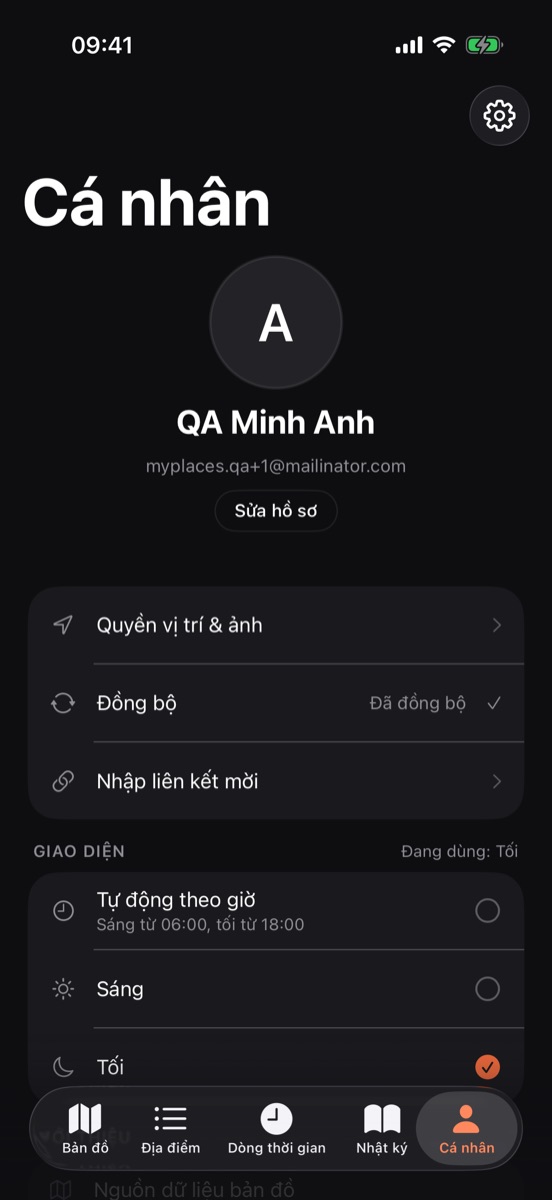 09:41
Cá nhân
A
QA Minh Anh
myplaces.qa+1@mailinator.com
Sửa hồ sơ
Quyền vị trí & ảnh
Đồng bộ Đã đồng bộ
Nhập liên kết mời
GIAO DIỆN Đang dùng: Tối
Tự động theo giờ
Sáng từ 06:00, tối từ 18:00
Sáng
Tối
Bản đồ Địa điểm Dòng thời gian Nhật ký Cá nhân
Nguồn dữ liệu bản đồ